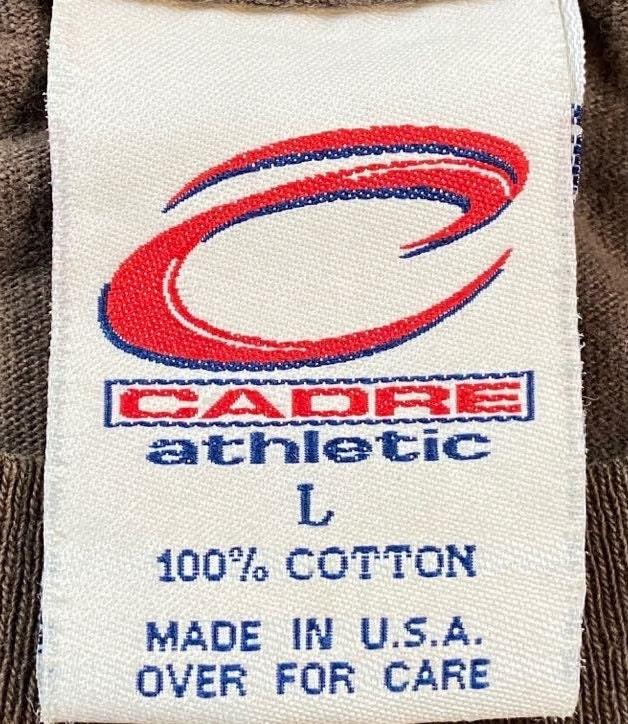 CADRE
athletic
L
100% COTTON
MADE IN U.S.A.
OVER FOR CARE